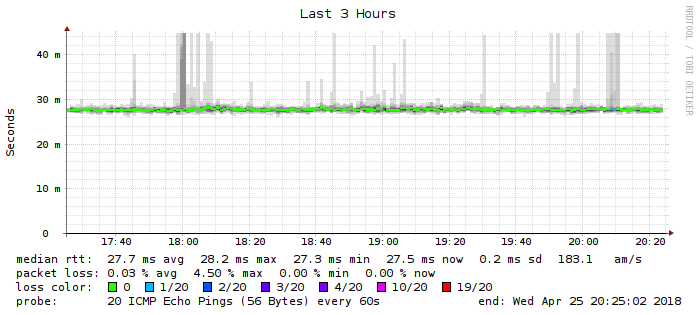 Last 3 Hours
RRDTOOL / TOBI OETIKER
Seconds
40 m
30 m
20 m
10 m
0
17:40 18:00 18:20 18:40 19:00 19:20 19:40 20:00 20:20
median rtt: 27.7 ms avg 28.2 ms max 27.3 ms min 27.5 ms now 0.2 ms sd 183.1 am/s
packet loss: 0.03 % avg 4.50 % max 0.00 % min 0.00 % now
loss color: 0 1/20 2/20 3/20 4/20 10/20 19/20
probe: 20 ICMP Echo Pings (56 Bytes) every 60s end: Wed Apr 25 20:25:02 2018